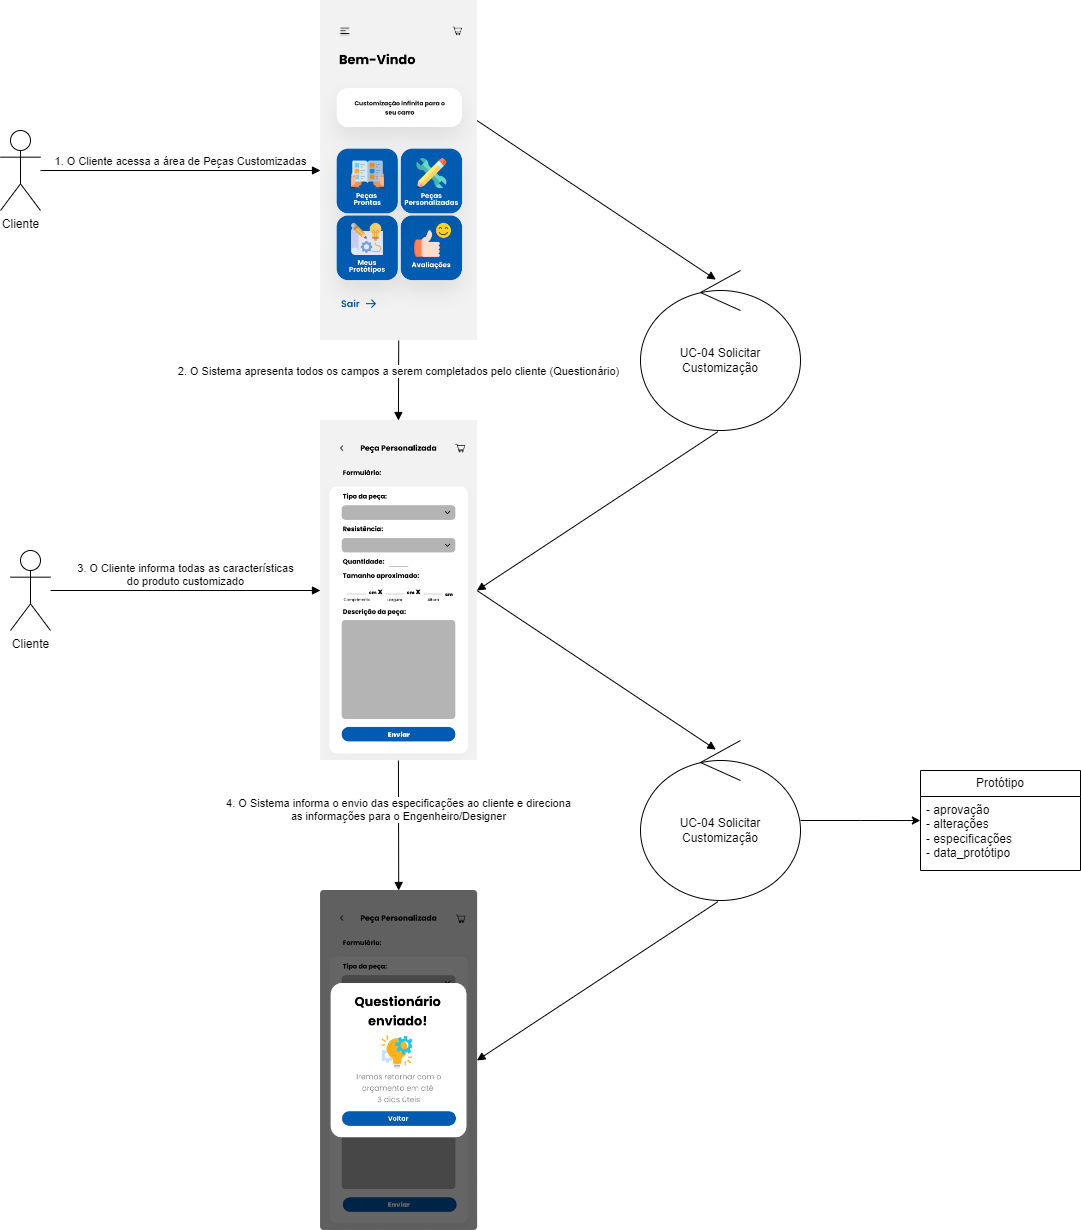 Bem-Vindo
Customização infinita para o
seu carro
1. O Cliente acessa a área de Peças Customizadas
Cliente
Peças
Prontas
Peças
Personalizadas
Meus
Protótipos
Avaliações
Sair
UC-04 Solicitar
Customização
2. O Sistema apresenta todos os campos a serem completados pelo cliente (Questionário)
Peça Personalizada
Formulário:
Tipo da peça:
Resistência:
Quantidade:
Tamanho aproximado:
cm X cm X cm
Comprimento Largura Altura
Descrição da peça:
Enviar
3. O Cliente informa todas as características
do produto customizado
Cliente
4. O Sistema informa o envio das especificações ao cliente e direciona
as informações para o Engenheiro/Designer
UC-04 Solicitar
Customização
Protótipo
- aprovação
- alterações
- especificações
- data_protótipo
Peça Personalizada
Formulário:
Tipo da peça:
Questionário
enviado!
Iremos retornar com o
orçamento em até
3 dias úteis
Voltar
Enviar